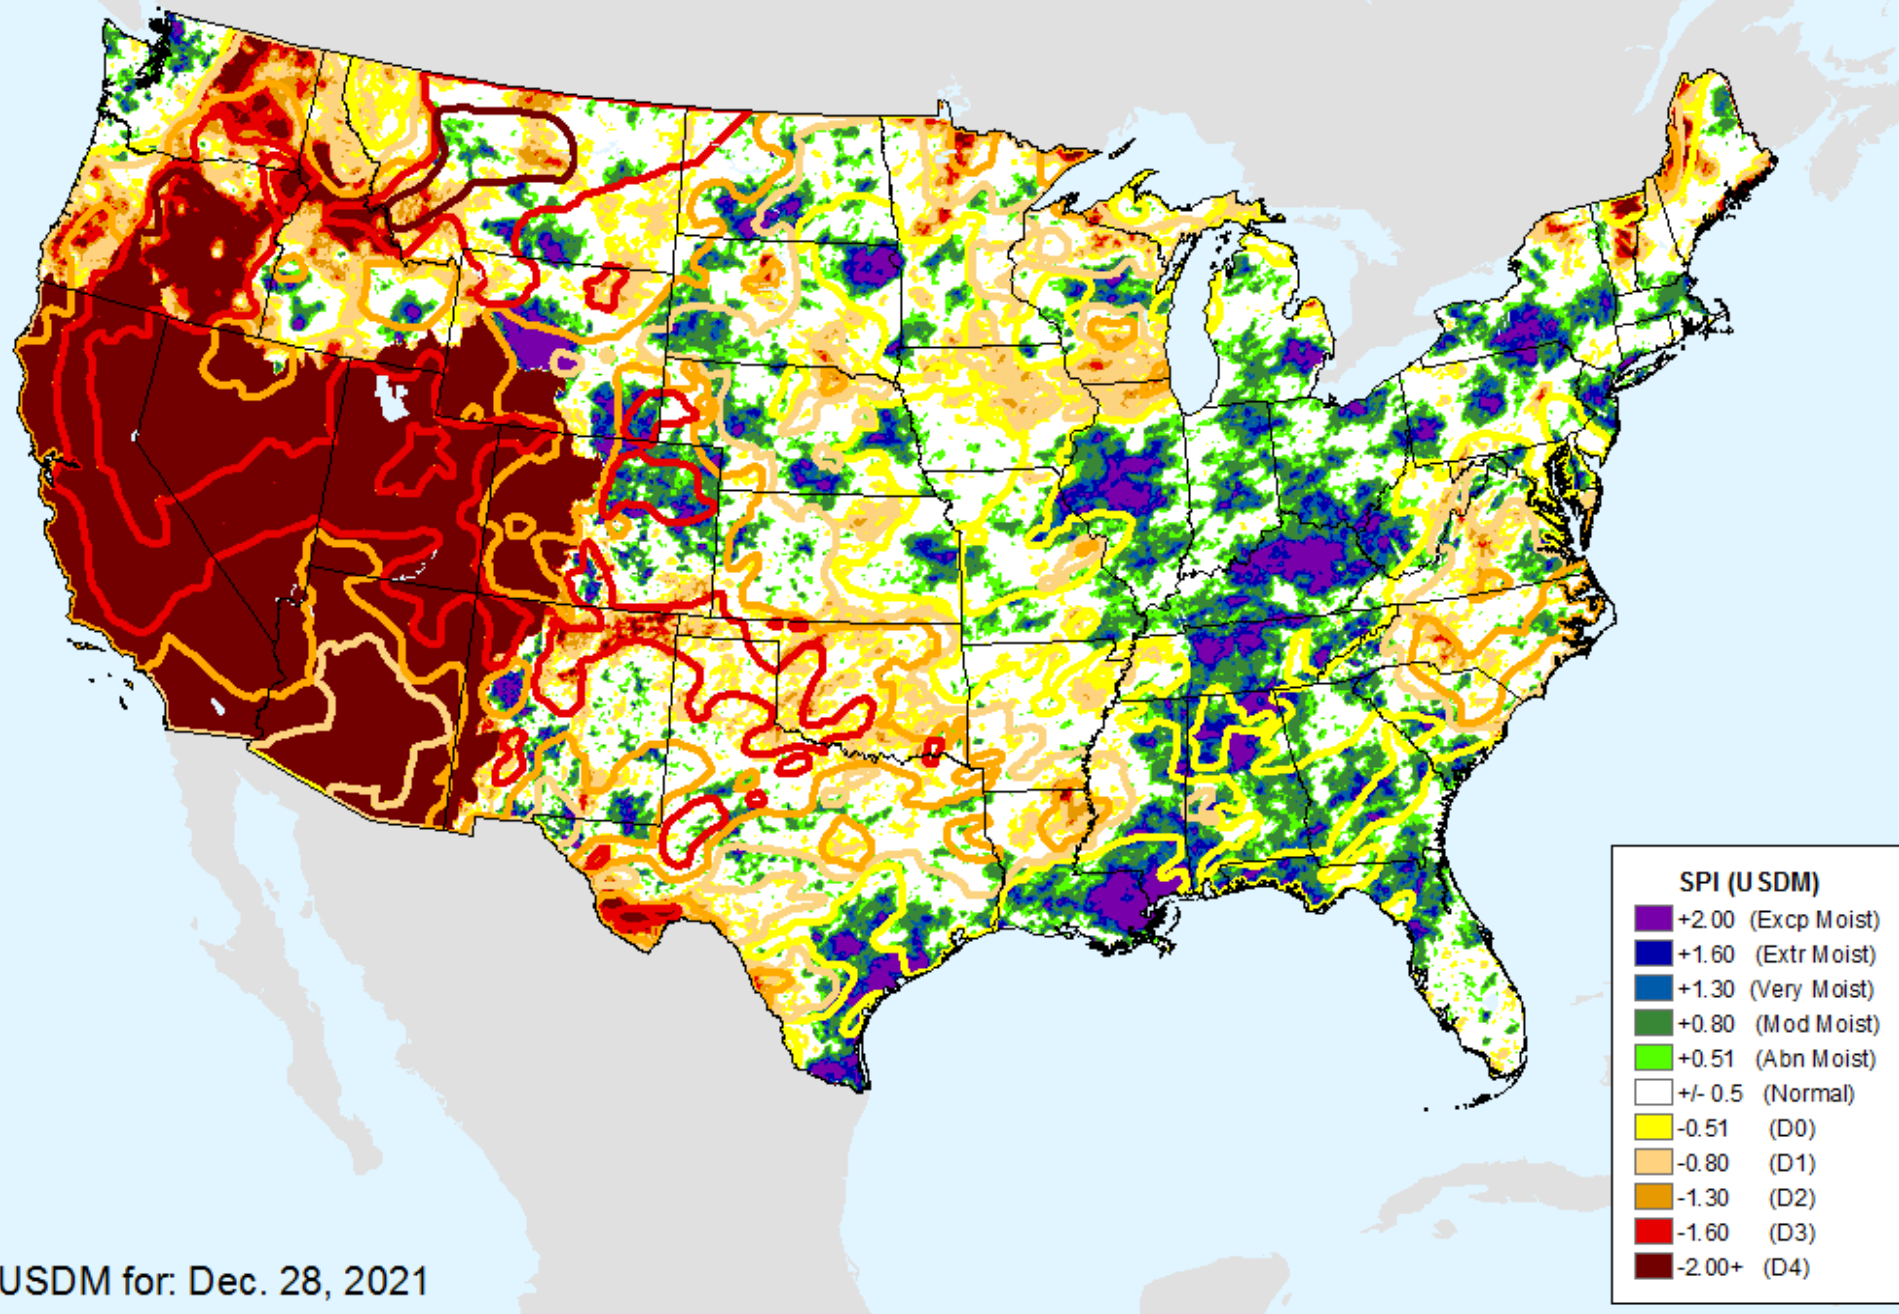 SPI (USDM)
+2.00 (Excp Moist)
+1.60 (Extr Moist)
+1.30 (Very Moist)
+0.80 (Mod Moist)
+0.51 (Abn Moist)
+/- 0.5 (Normal)
-0.51 (D0)
-0.80 (D1)
-1.30 (D2)
-1.60 (D3)
-2.00+ (D4)
USDM for: Dec. 28, 2021